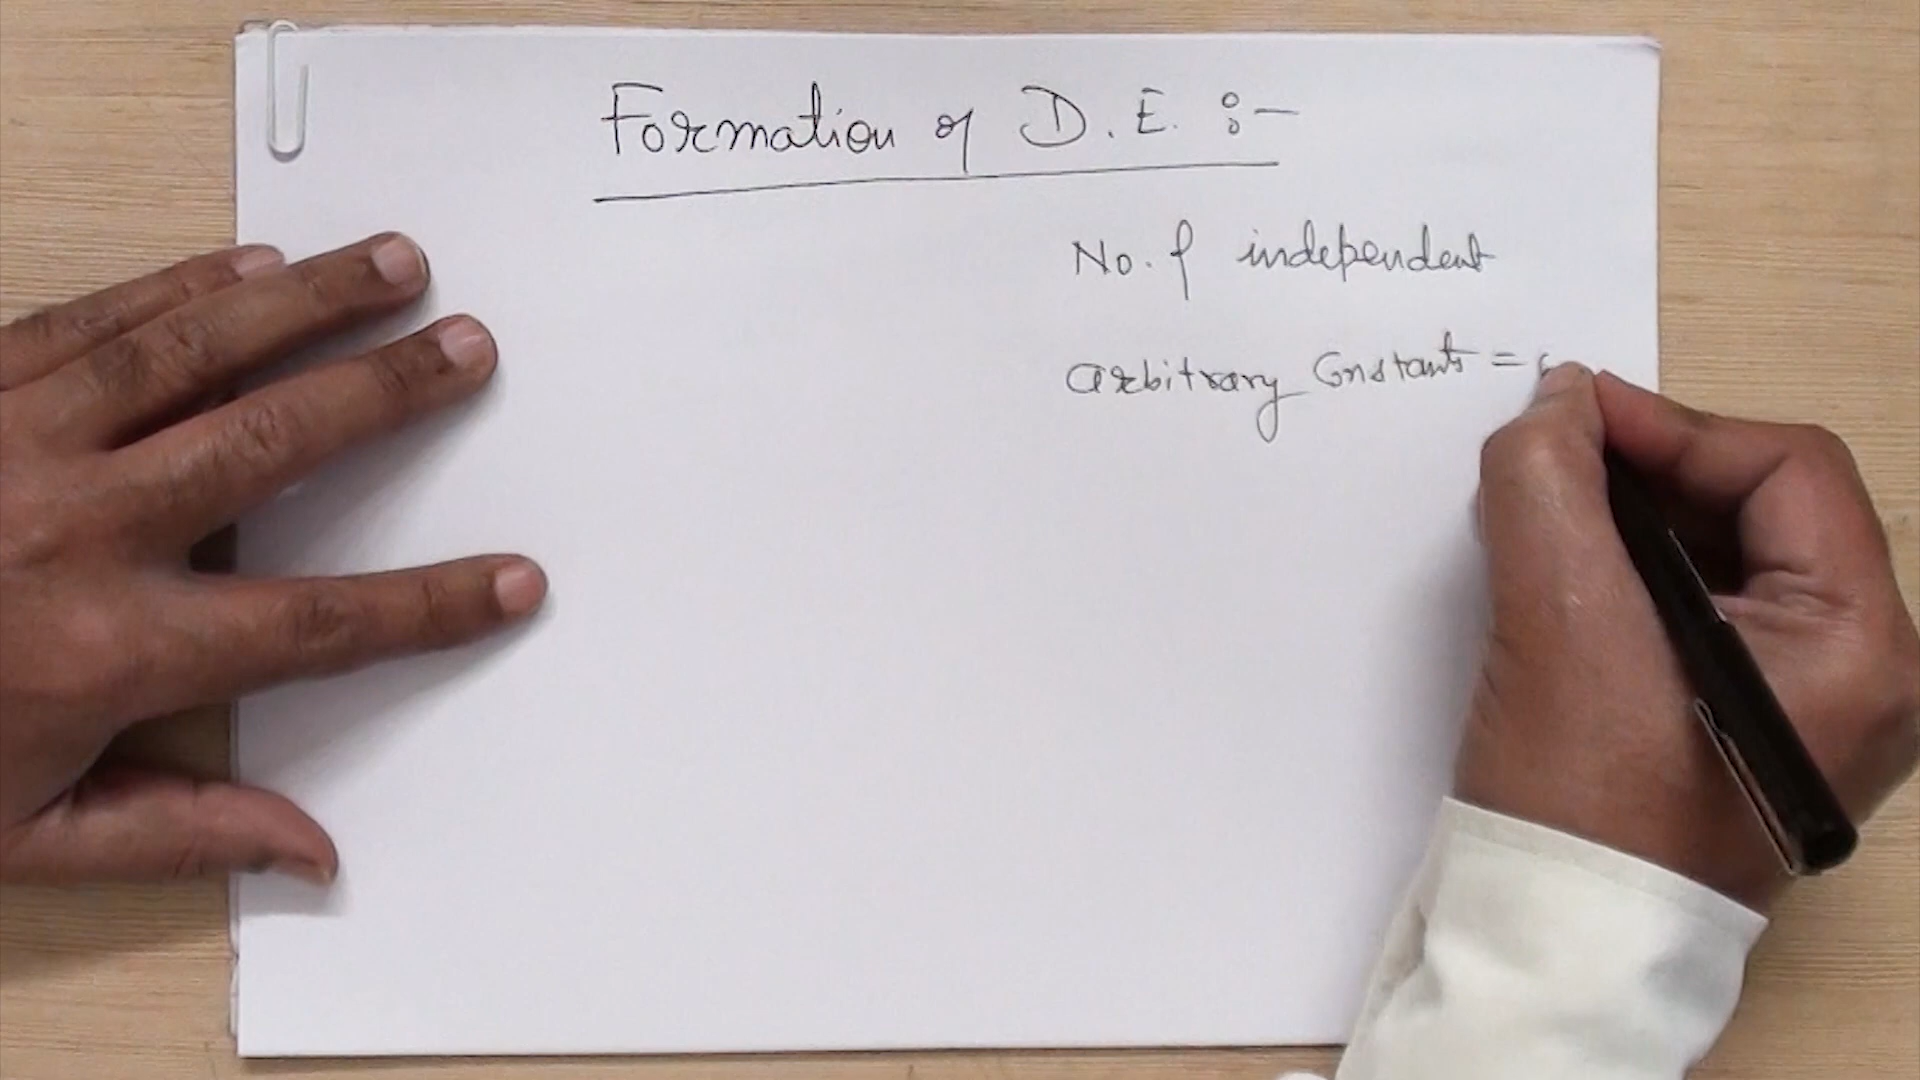 Formation of D.E. :-
No. of independent
arbitrary Constants =